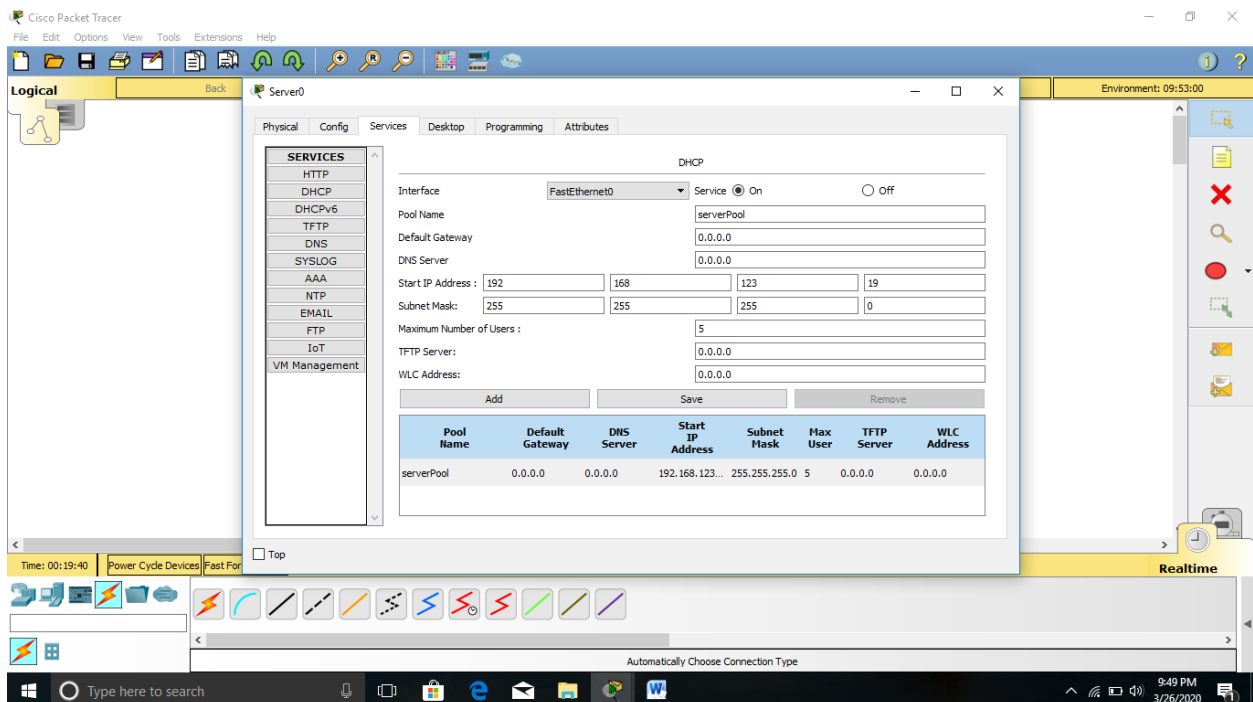 Cisco Packet Tracer
File Edit Options View Tools Extensions Help
Logical
Back
Environment: 09:53:00
Server0
Physical Config Services Desktop Programming Attributes
SERVICES
HTTP
DHCP
DHCPv6
TFTP
DNS
SYSLOG
AAA
NTP
EMAIL
FTP
IoT
VM Management
DHCP
Interface FastEthernet0 Service On Off
Pool Name serverPool
Default Gateway 0.0.0.0
DNS Server 0.0.0.0
Start IP Address : 192 168 123 19
Subnet Mask: 255 255 255 0
Maximum Number of Users : 5
TFTP Server: 0.0.0.0
WLC Address: 0.0.0.0
Add Save Remove
Pool Name Default Gateway DNS Server Start IP Address Subnet Mask Max User TFTP Server WLC Address
serverPool 0.0.0.0 0.0.0.0 192.168.123... 255.255.255.0 5 0.0.0.0 0.0.0.0
Top
Time: 00:19:40 Power Cycle Devices Fast For
Realtime
Automatically Choose Connection Type
Type here to search
9:49 PM
3/26/2020